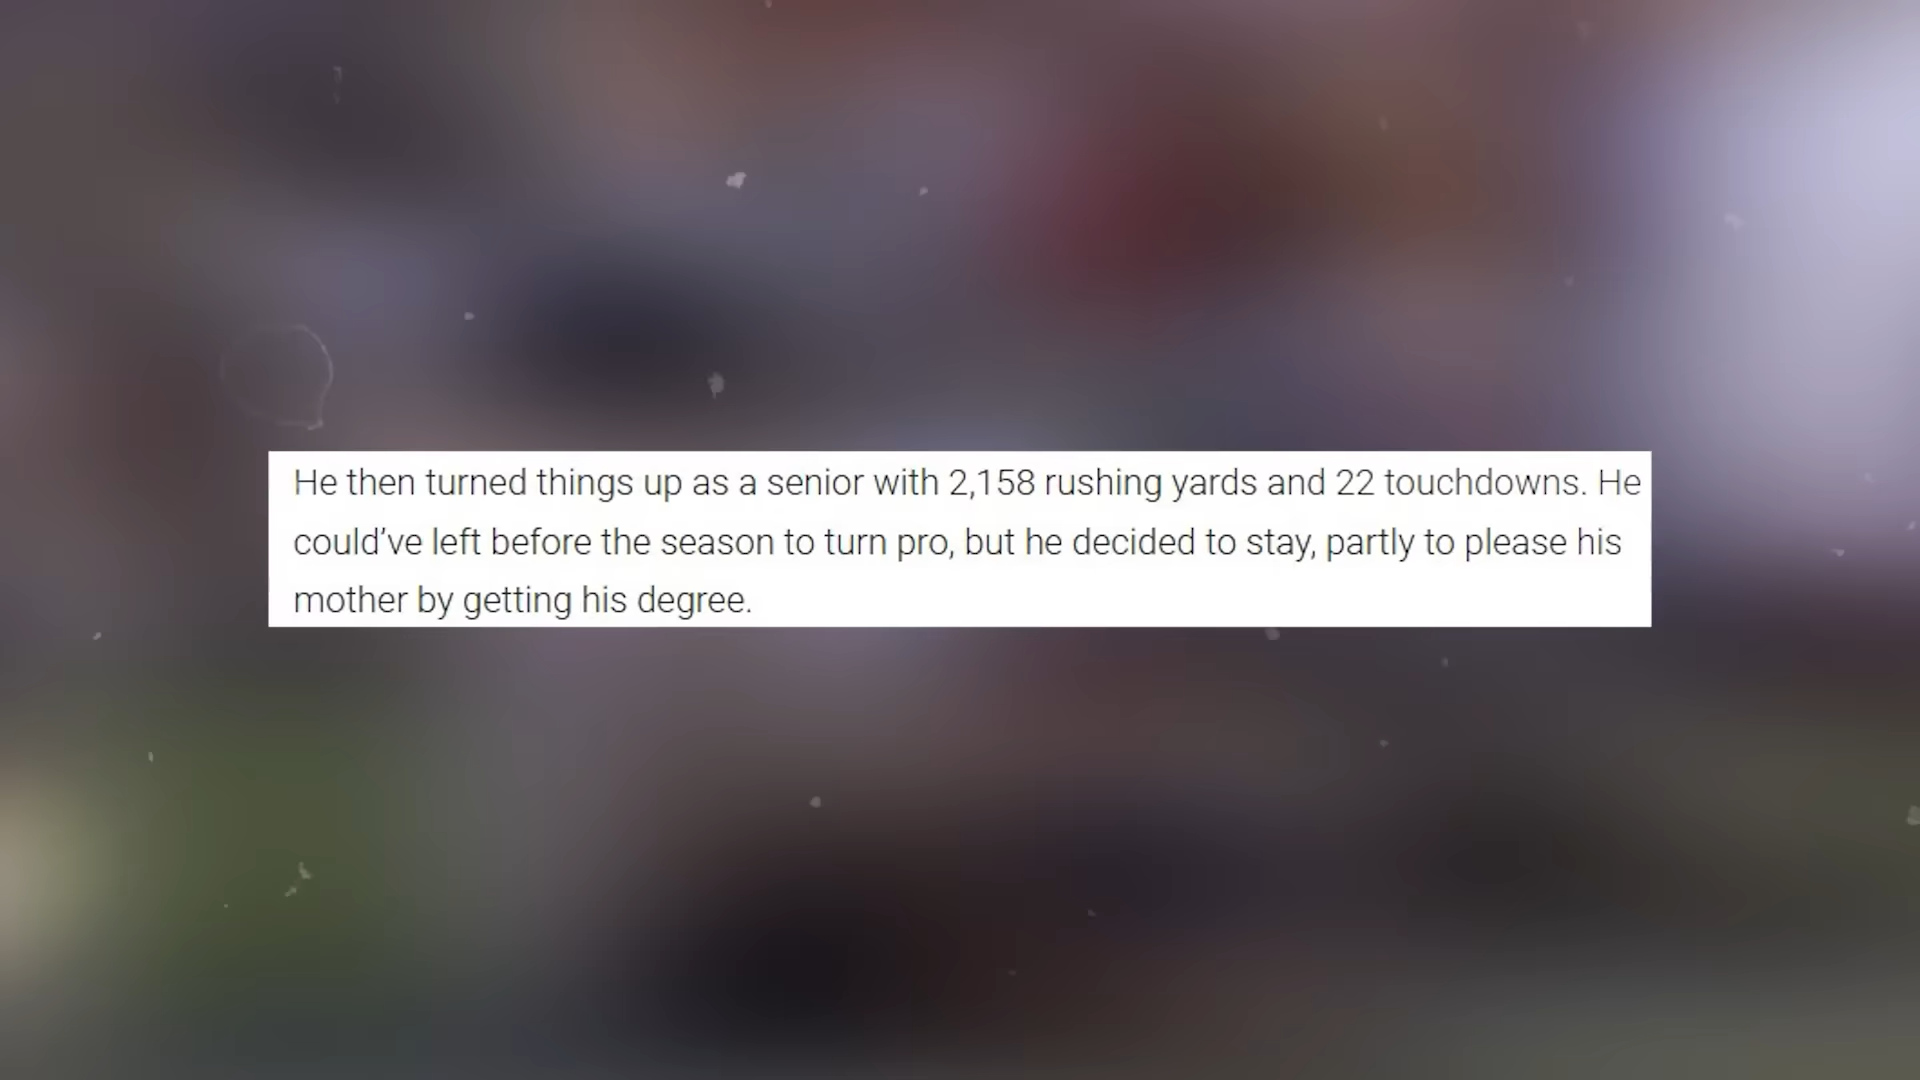 He then turned things up as a senior with 2,158 rushing yards and 22 touchdowns. He
could’ve left before the season to turn pro, but he decided to stay, partly to please his
mother by getting his degree.